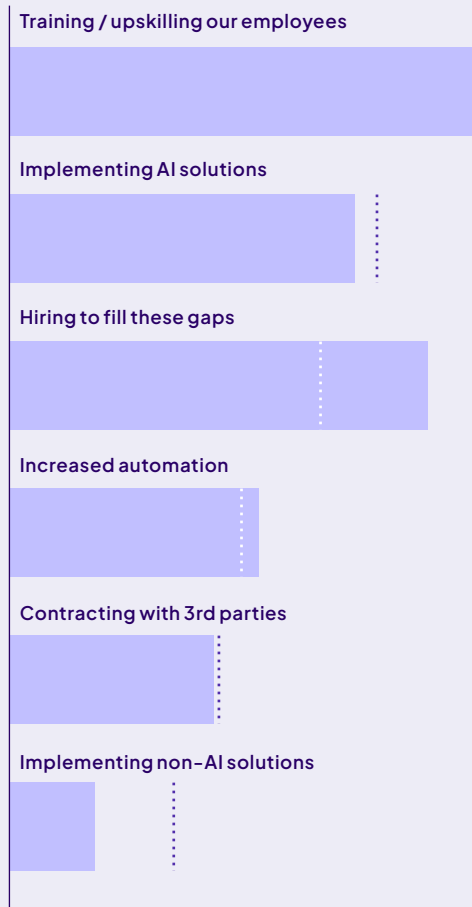 Training / upskilling our employees
Implementing AI solutions
Hiring to fill these gaps
Increased automation
Contracting with 3rd parties
Implementing non-AI solutions